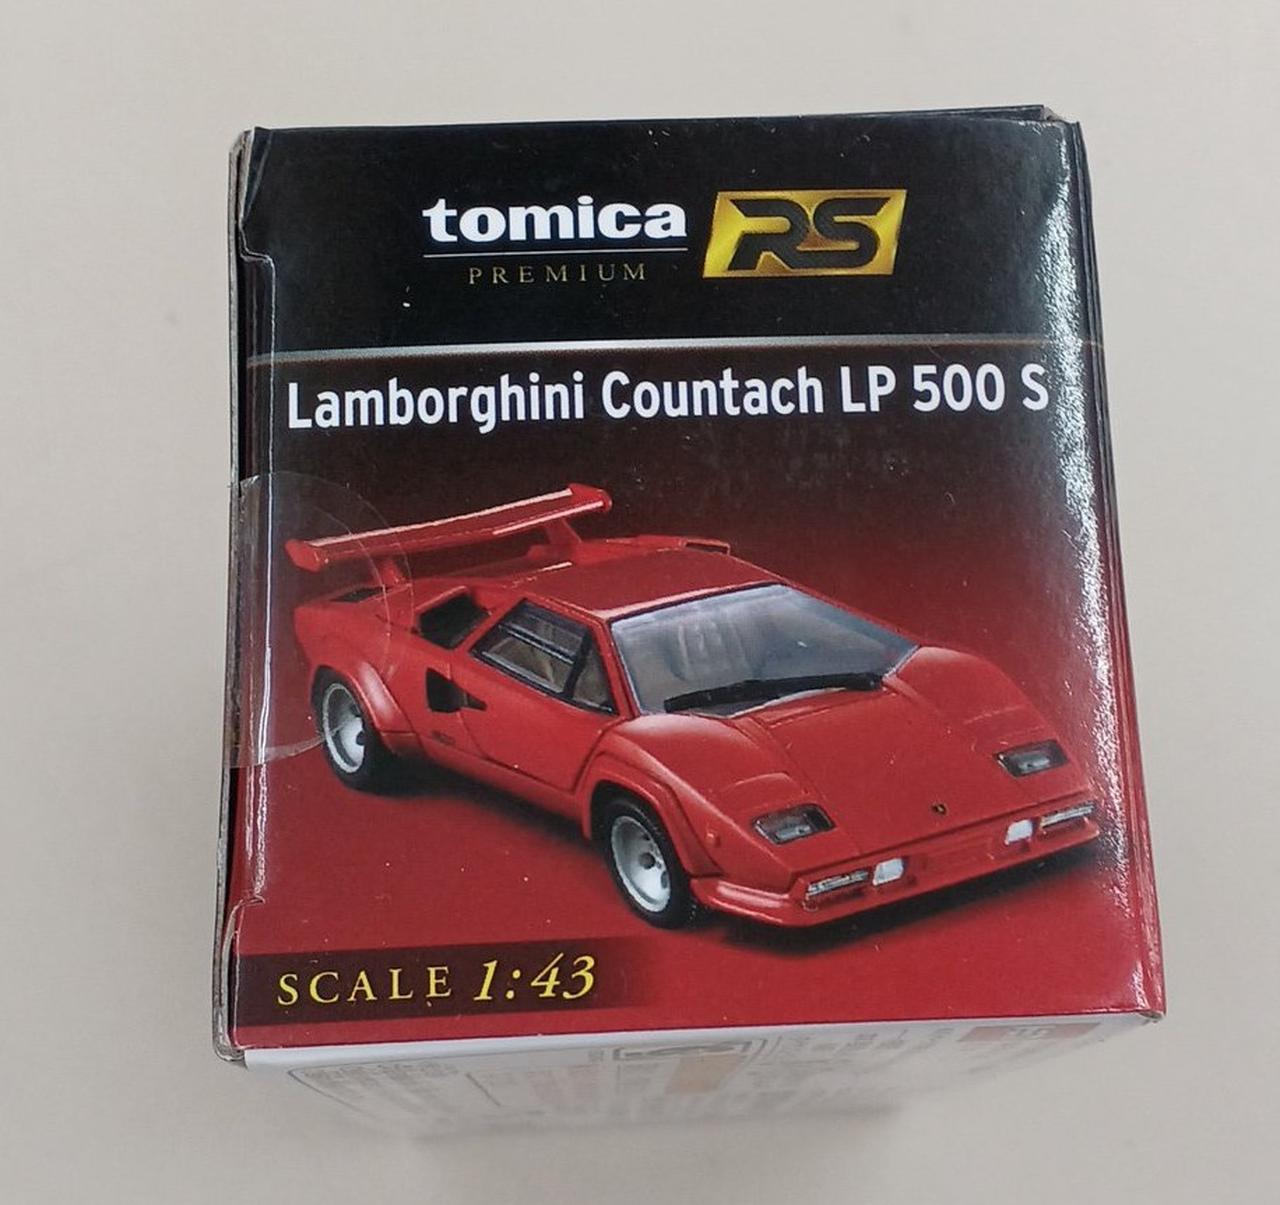 tomica RS
PREMIUM
Lamborghini Countach LP 500 S
SCALE 1:43